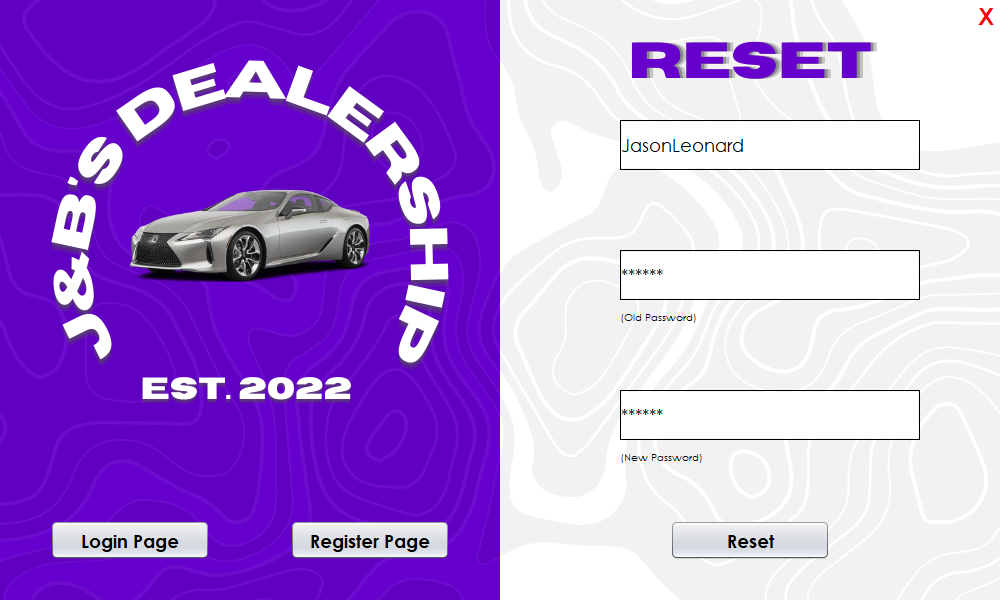 J&B'S DEALERSHIP
EST. 2022
Login Page
Register Page
X
RESET
JasonLeonard
******
(Old Password)
******
(New Password)
Reset